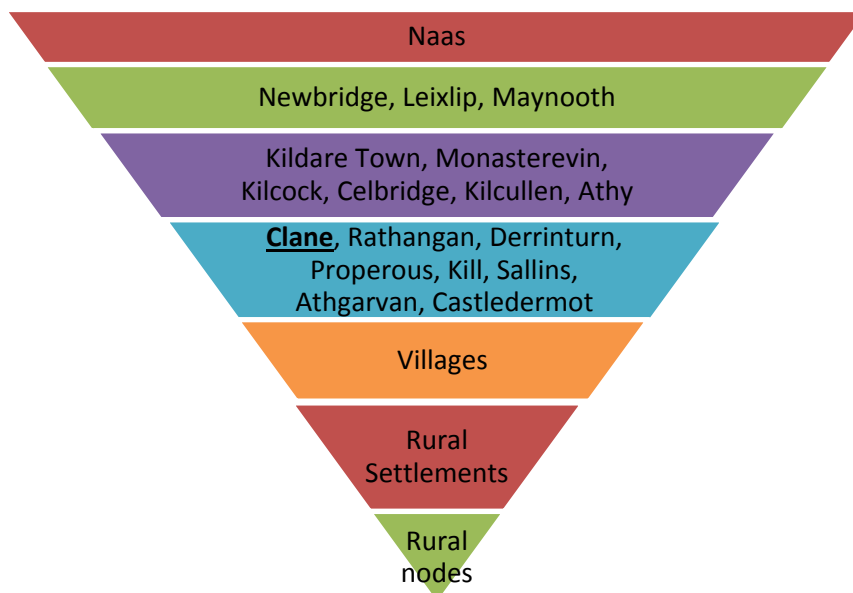 Naas
Newbridge, Leixlip, Maynooth
Kildare Town, Monasterevin,
Kilcock, Celbridge, Kilcullen, Athy
Clane, Rathangan, Derrinturn,
Properous, Kill, Sallins,
Athgarvan, Castledermot
Villages
Rural
Settlements
Rural
nodes